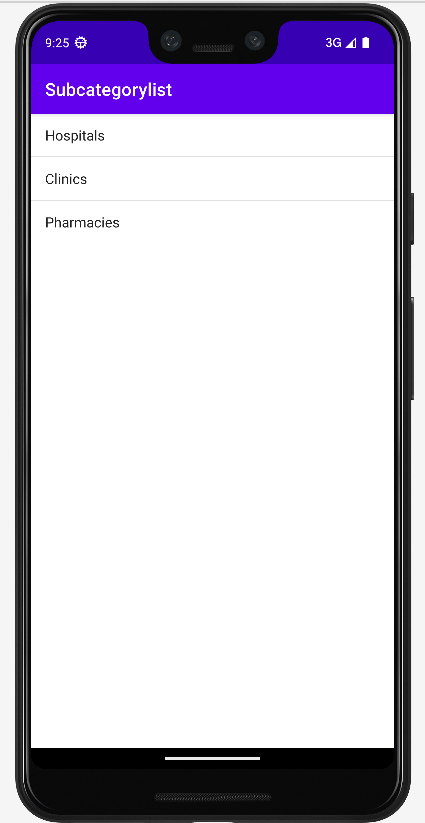 9:25 3G
Subcategorylist
Hospitals
Clinics
Pharmacies